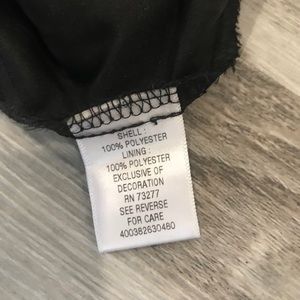 SHELL:
100% POLYESTER
LINING:
100% POLYESTER
EXCLUSIVE OF
DECORATION
RN 73277
SEE REVERSE
FOR CARE
400382630480